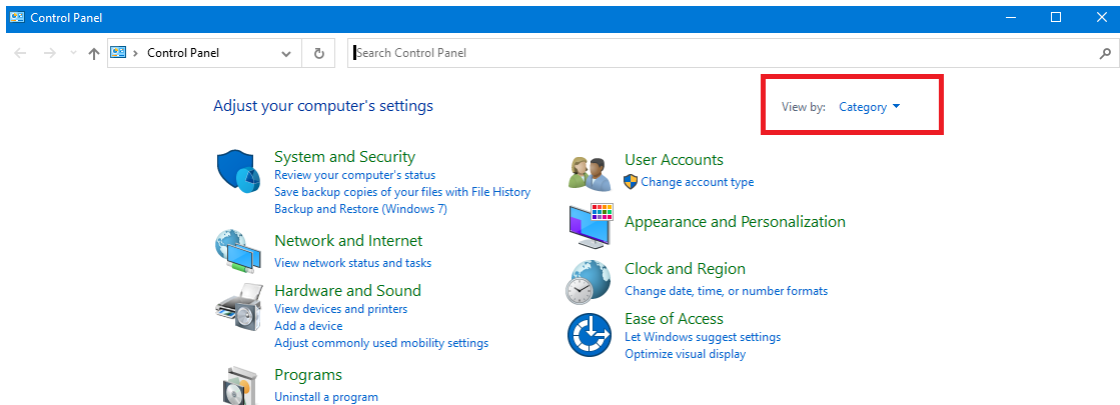 Control Panel
Control Panel
Search Control Panel
Adjust your computer's settings
View by: Category
System and Security
Review your computer's status
Save backup copies of your files with File History
Backup and Restore (Windows 7)
Network and Internet
View network status and tasks
Hardware and Sound
View devices and printers
Add a device
Adjust commonly used mobility settings
Programs
Uninstall a program
User Accounts
Change account type
Appearance and Personalization
Clock and Region
Change date, time, or number formats
Ease of Access
Let Windows suggest settings
Optimize visual display